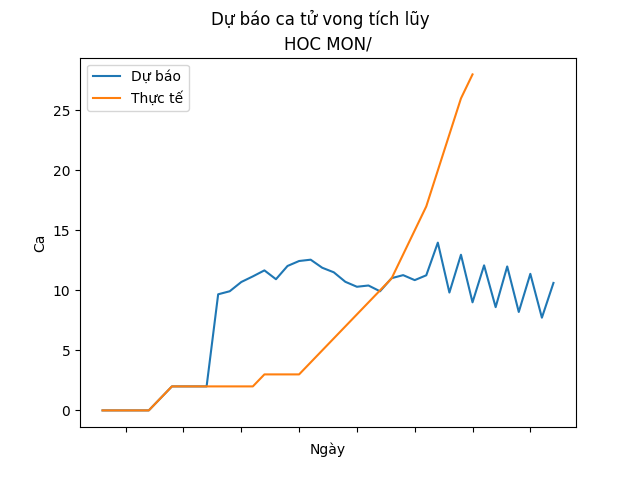 Dự báo ca tử vong tích lũy
HOC MON/
Dự báo
Thực tế
25
20
15
10
5
0
Ca
Ngày